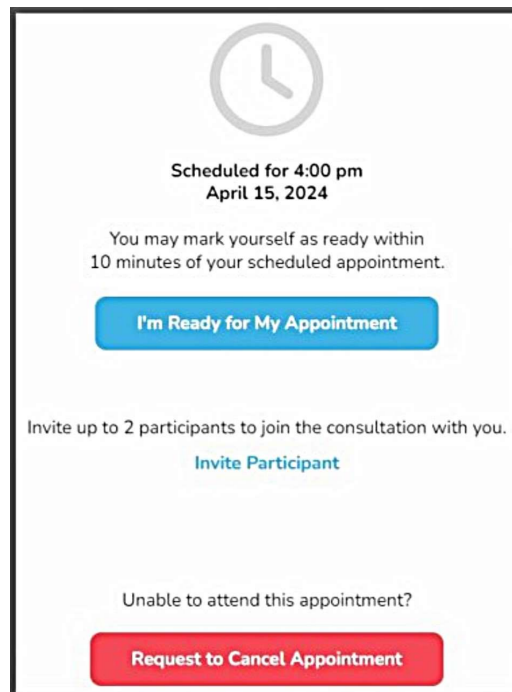 Scheduled for 4:00 pm
April 15, 2024
You may mark yourself as ready within
10 minutes of your scheduled appointment.
I'm Ready for My Appointment
Invite up to 2 participants to join the consultation with you.
Invite Participant
Unable to attend this appointment?
Request to Cancel Appointment